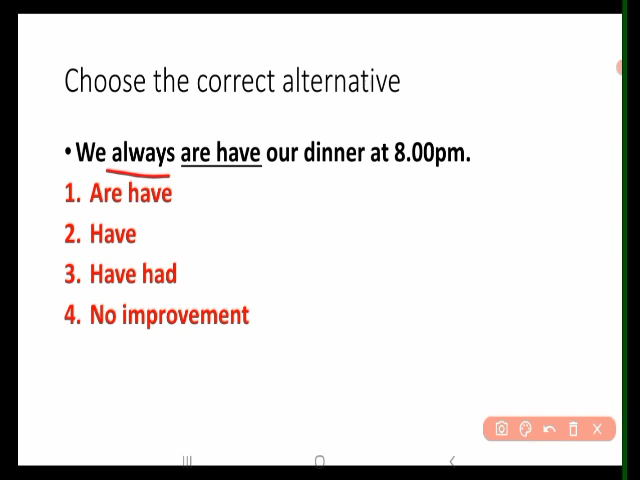 Choose the correct alternative
• We always are have our dinner at 8.00pm.
1. Are have
2. Have
3. Have had
4. No improvement